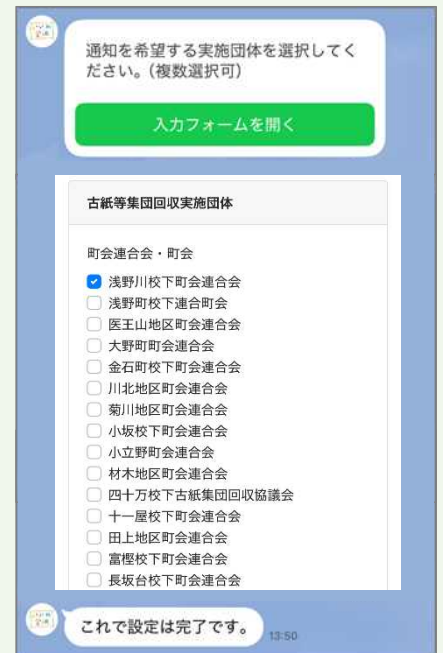 通知を希望する実施団体を選択してく
ださい。(複数選択可)
入力フォームを開く
古紙等集団回収実施団体
町会連合会・町会
浅野川校下町会連合会
浅野町校下連合町会
医王山地区町会連合会
大野町町会連合会
金石町校下町会連合会
川北地区町会連合会
菊川地区町会連合会
小坂校下町会連合会
小立野町会連合会
材木地区町会連合会
四十万校下古紙集団回収協議会
十一屋校下町会連合会
田上地区町会連合会
富樫校下町会連合会
長坂台校下町会連合会
これで設定は完了です。
13:50